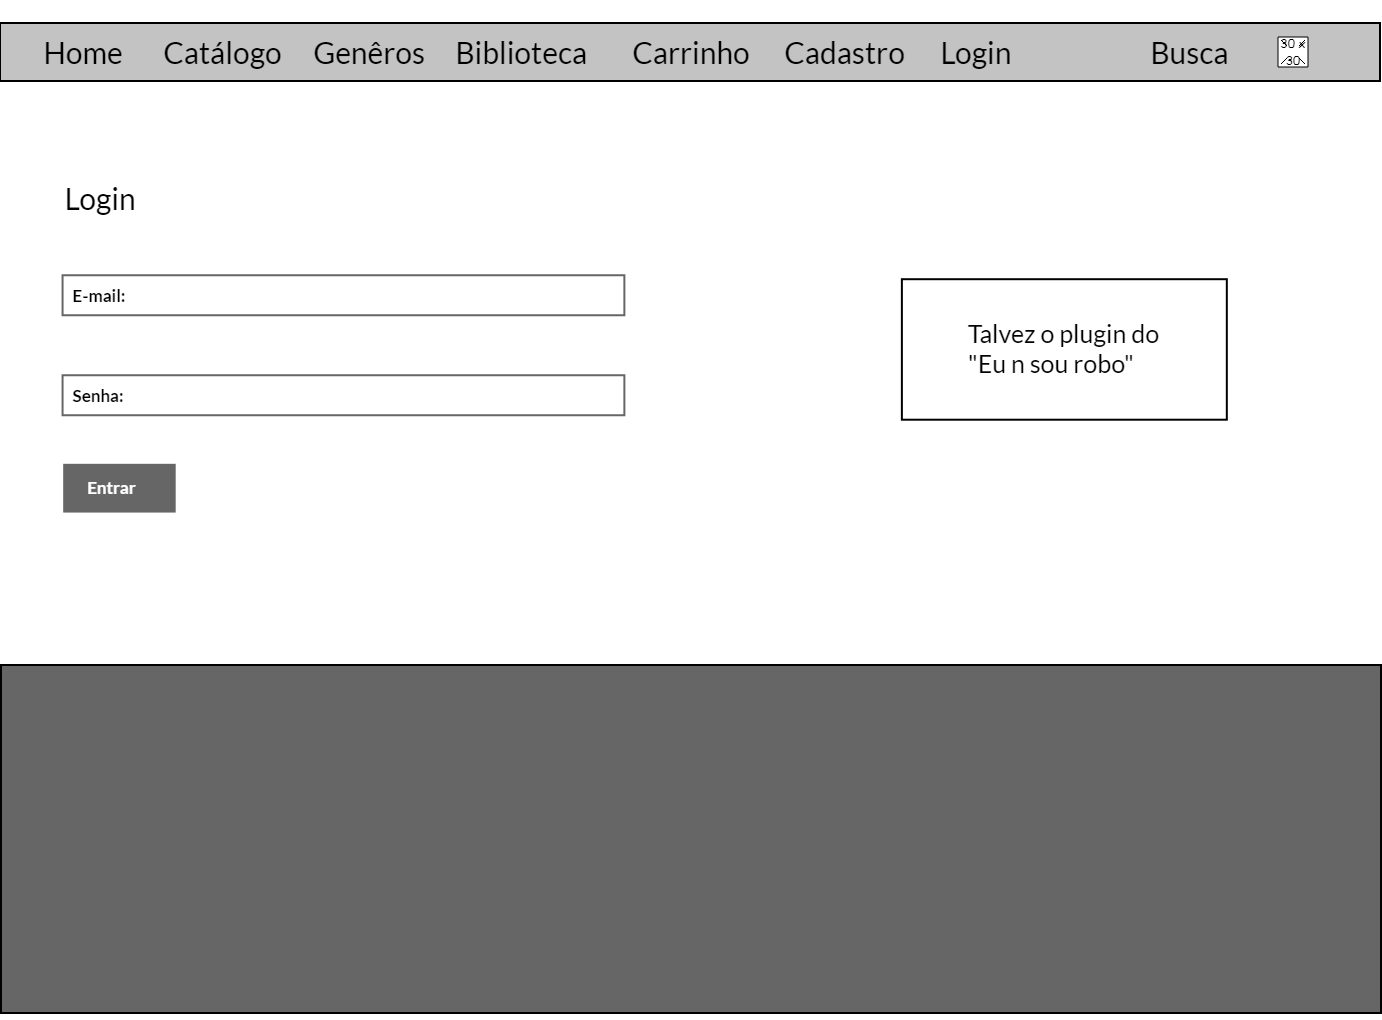 Home Catálogo Genêros Biblioteca Carrinho Cadastro Login Busca 30 x
30
Login
E-mail:
Senha:
Entrar
Talvez o plugin do
"Eu n sou robo"